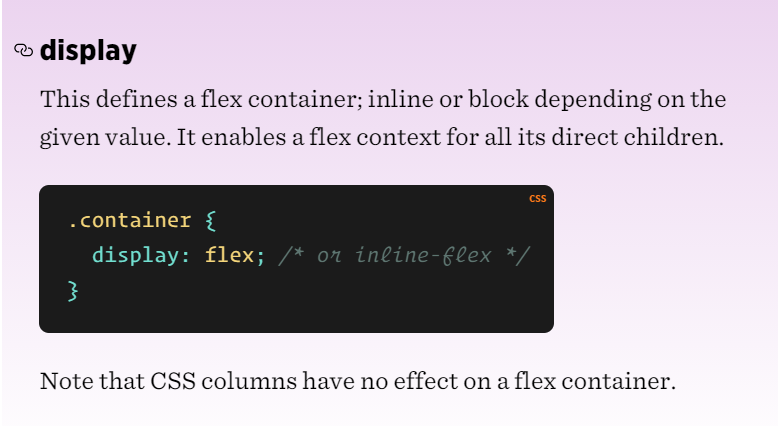 display
This defines a flex container; inline or block depending on the
given value. It enables a flex context for all its direct children.
CSS
.container {
  display: flex; /* or inline-flex */
}
Note that CSS columns have no effect on a flex container.